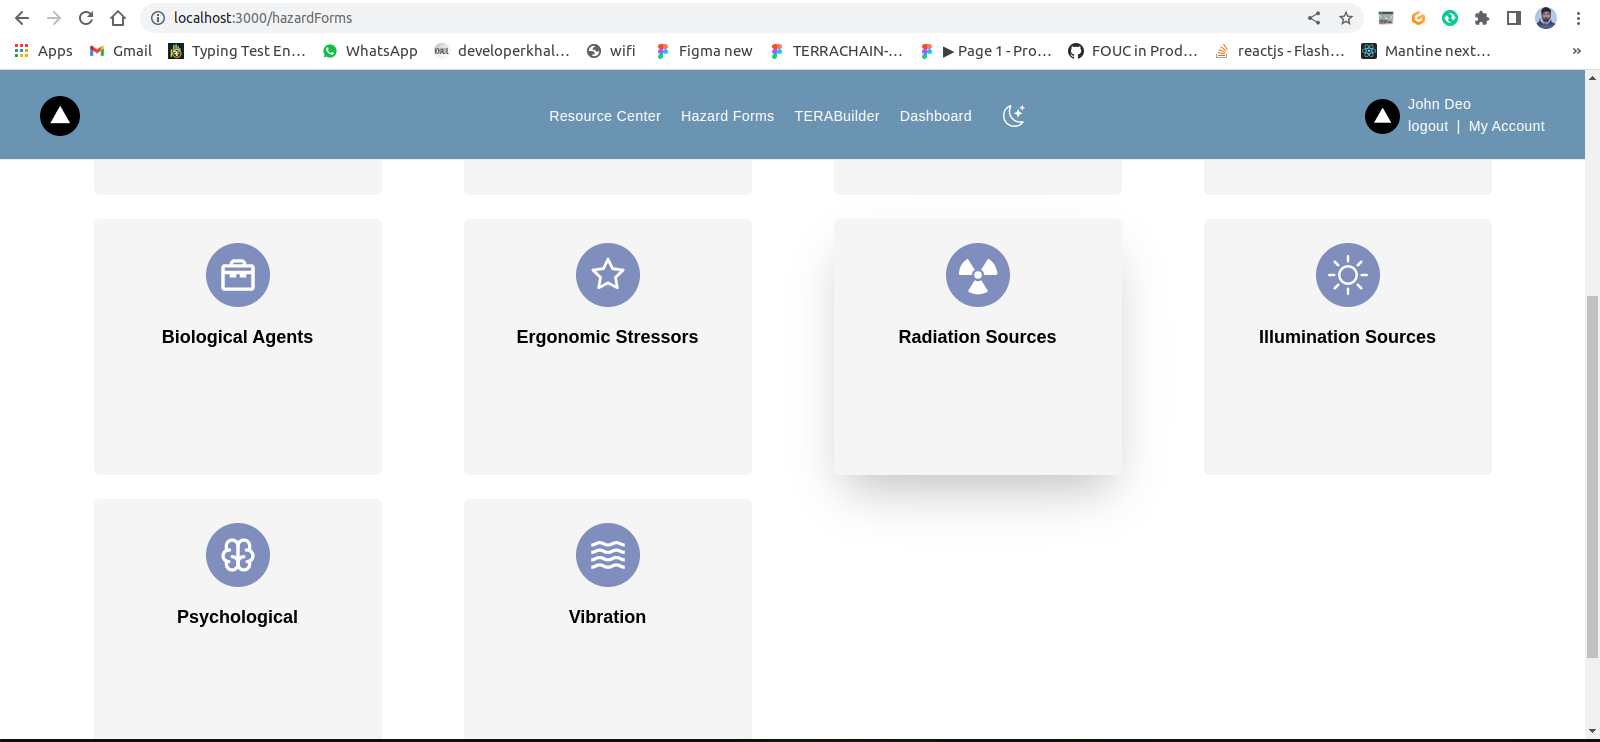 localhost:3000/hazardForms
Apps Gmail Typing Test En... WhatsApp developerkhal... wifi Figma new TERRACHAIN-... ▶ Page 1 - Pro... FOUC in Prod... reactjs - Flash... Mantine next... »
Resource Center Hazard Forms TERABuilder Dashboard
John Deo
logout | My Account
Biological Agents Ergonomic Stressors Radiation Sources Illumination Sources
Psychological Vibration